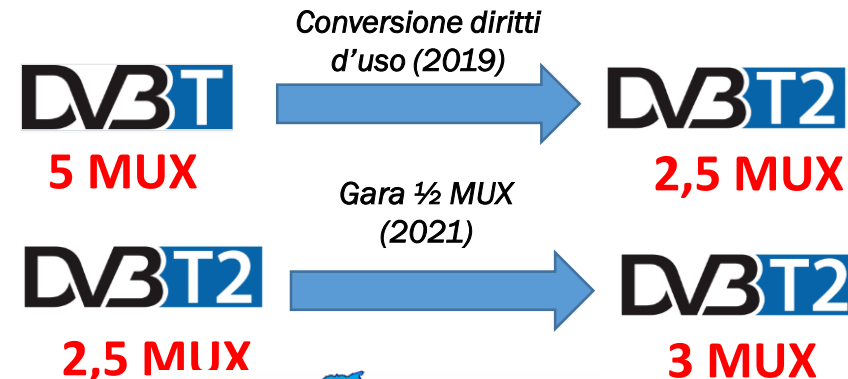 Conversione diritti
d'uso (2019)
DVB T
DVB T2
5 MUX
2,5 MUX
Gara ½ MUX
(2021)
DVB T2
DVB T2
2,5 MUX
3 MUX